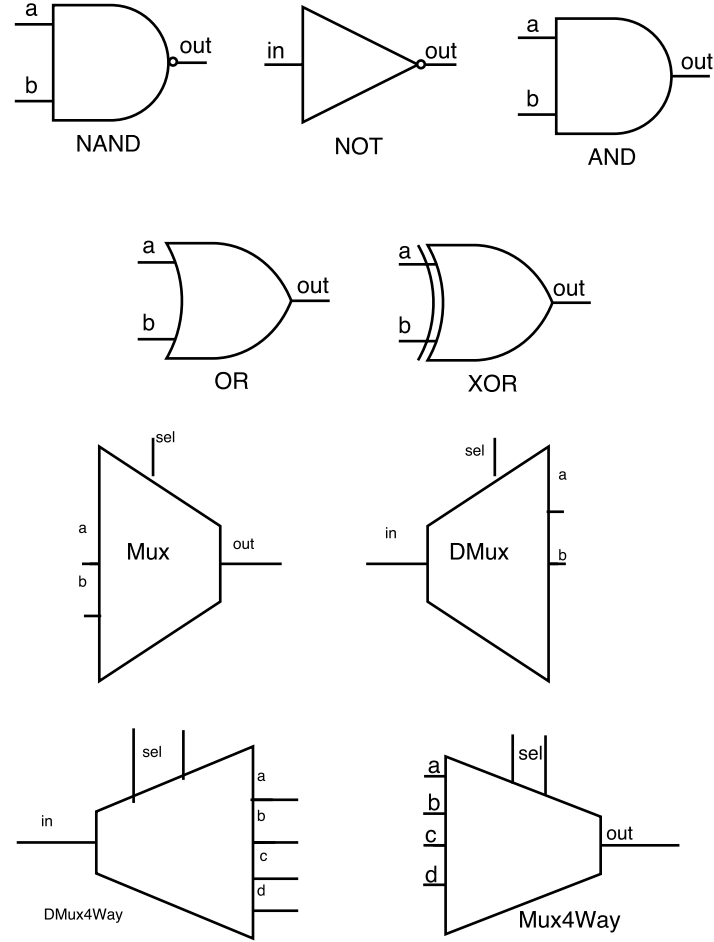 a
b
out
NAND
in
out
NOT
a
b
out
AND
a
b
out
OR
a
b
out
XOR
sel
a
b
Mux
out
sel
in
DMux
a
b
sel
in
a
b
c
d
DMux4Way
sel
a
b
c
d
out
Mux4Way